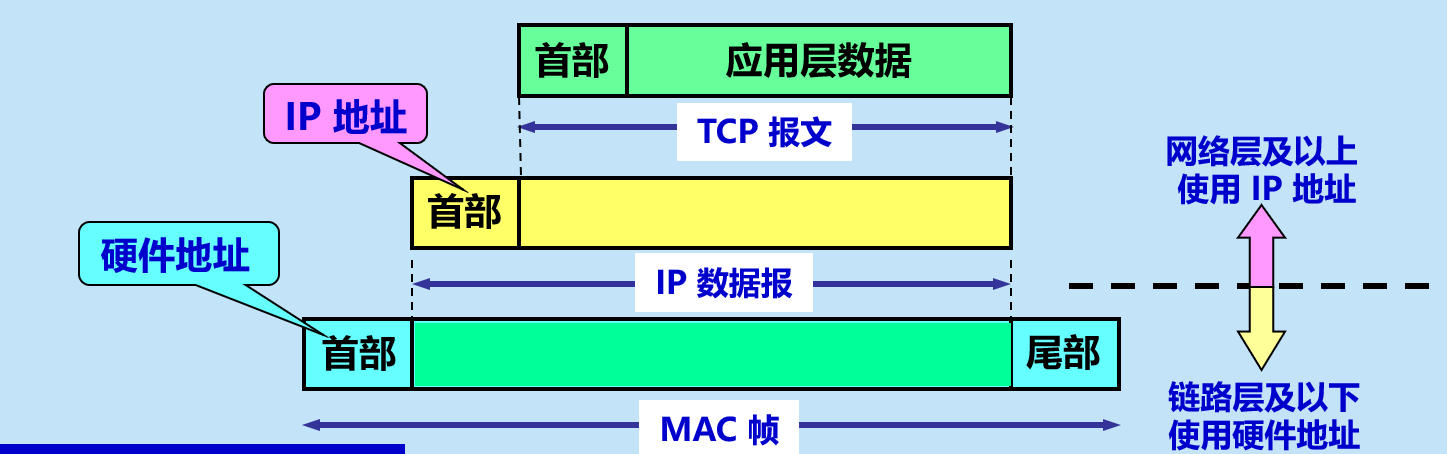 首部
应用层数据
IP 地址
TCP 报文
网络层及以上
使用 IP 地址
首部
硬件地址
IP 数据报
首部
尾部
链路层及以下
使用硬件地址
MAC 帧